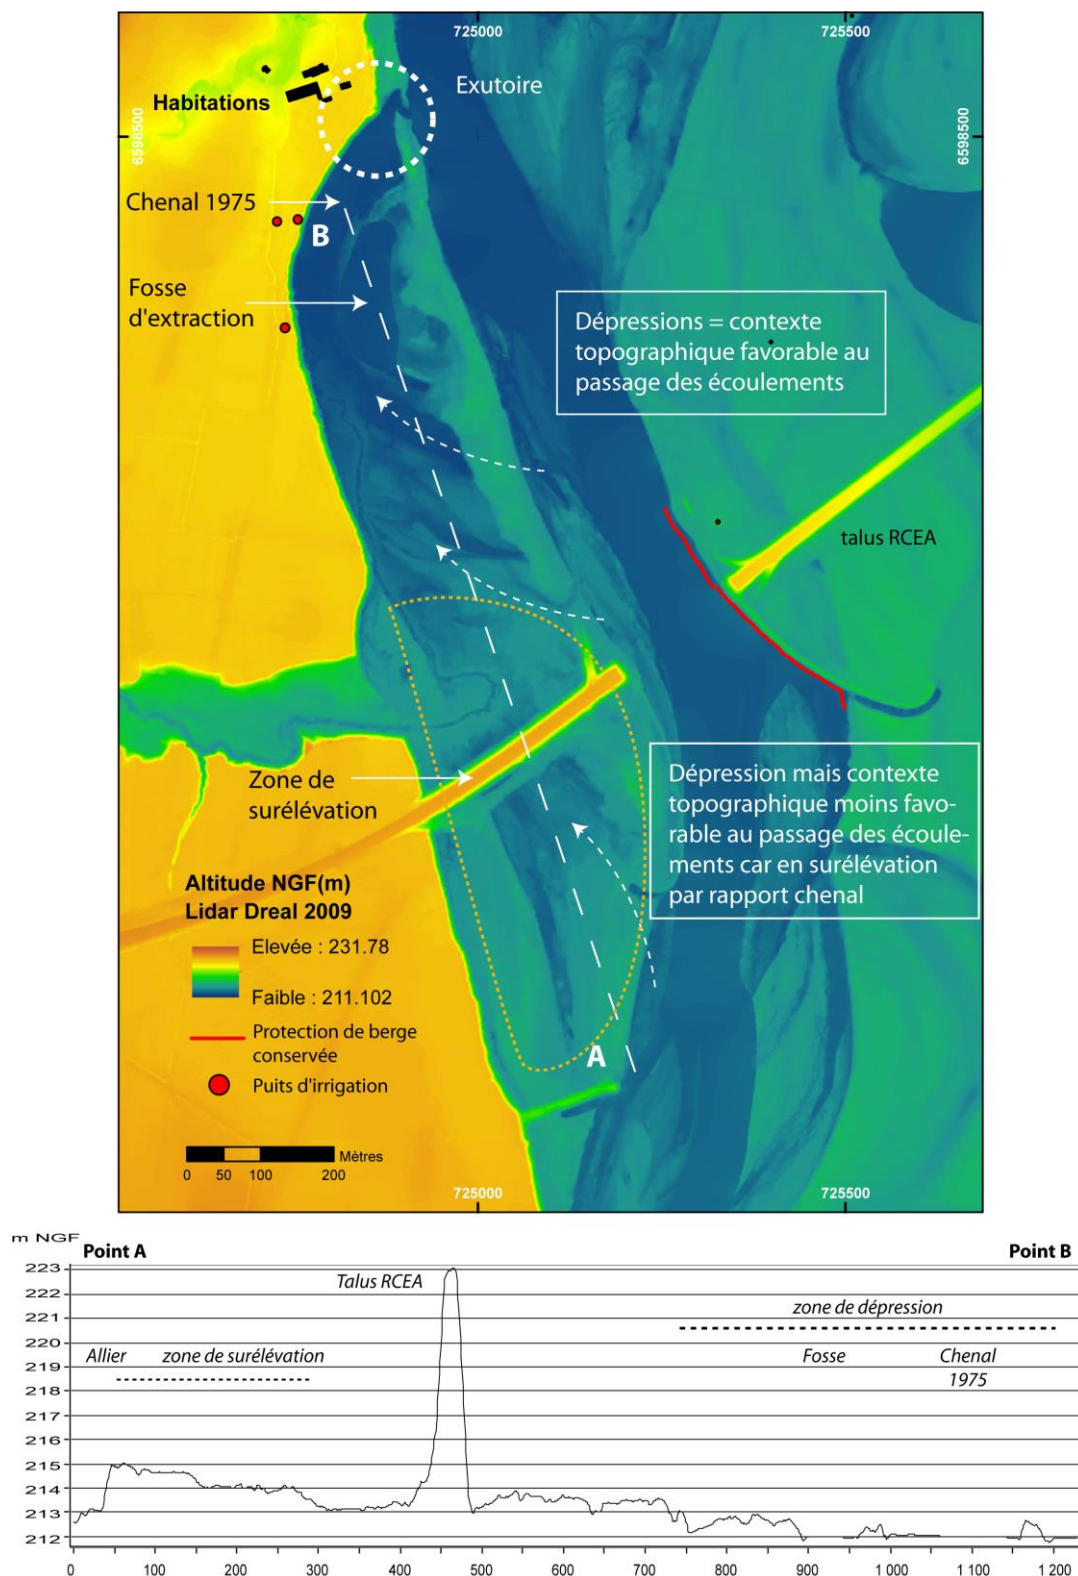 725000
725500
Exutoire
Habitations
6598500
6598500
Chenal 1975
B
Fosse
d'extraction
Dépressions = contexte
topographique favorable au
passage des écoulements
talus RCEA
Zone de
surélévation
Dépression mais contexte
topographique moins favo-
rable au passage des écoule-
ments car en surélévation
par rapport chenal
Altitude NGF(m)
Lidar Dreal 2009
Elevée : 231.78
Faible : 211.102
Protection de berge
conservée
Puits d'irrigation
A
Mètres
0 50 100 200
725000
725500
m NGF
Point A
Point B
223
222
221
220
219
218
217
216
215
214
213
212
Talus RCEA
zone de dépression
Allier
zone de surélévation
Fosse
Chenal
1975
0 100 200 300 400 500 600 700 800 900 1 000 1 100 1 200